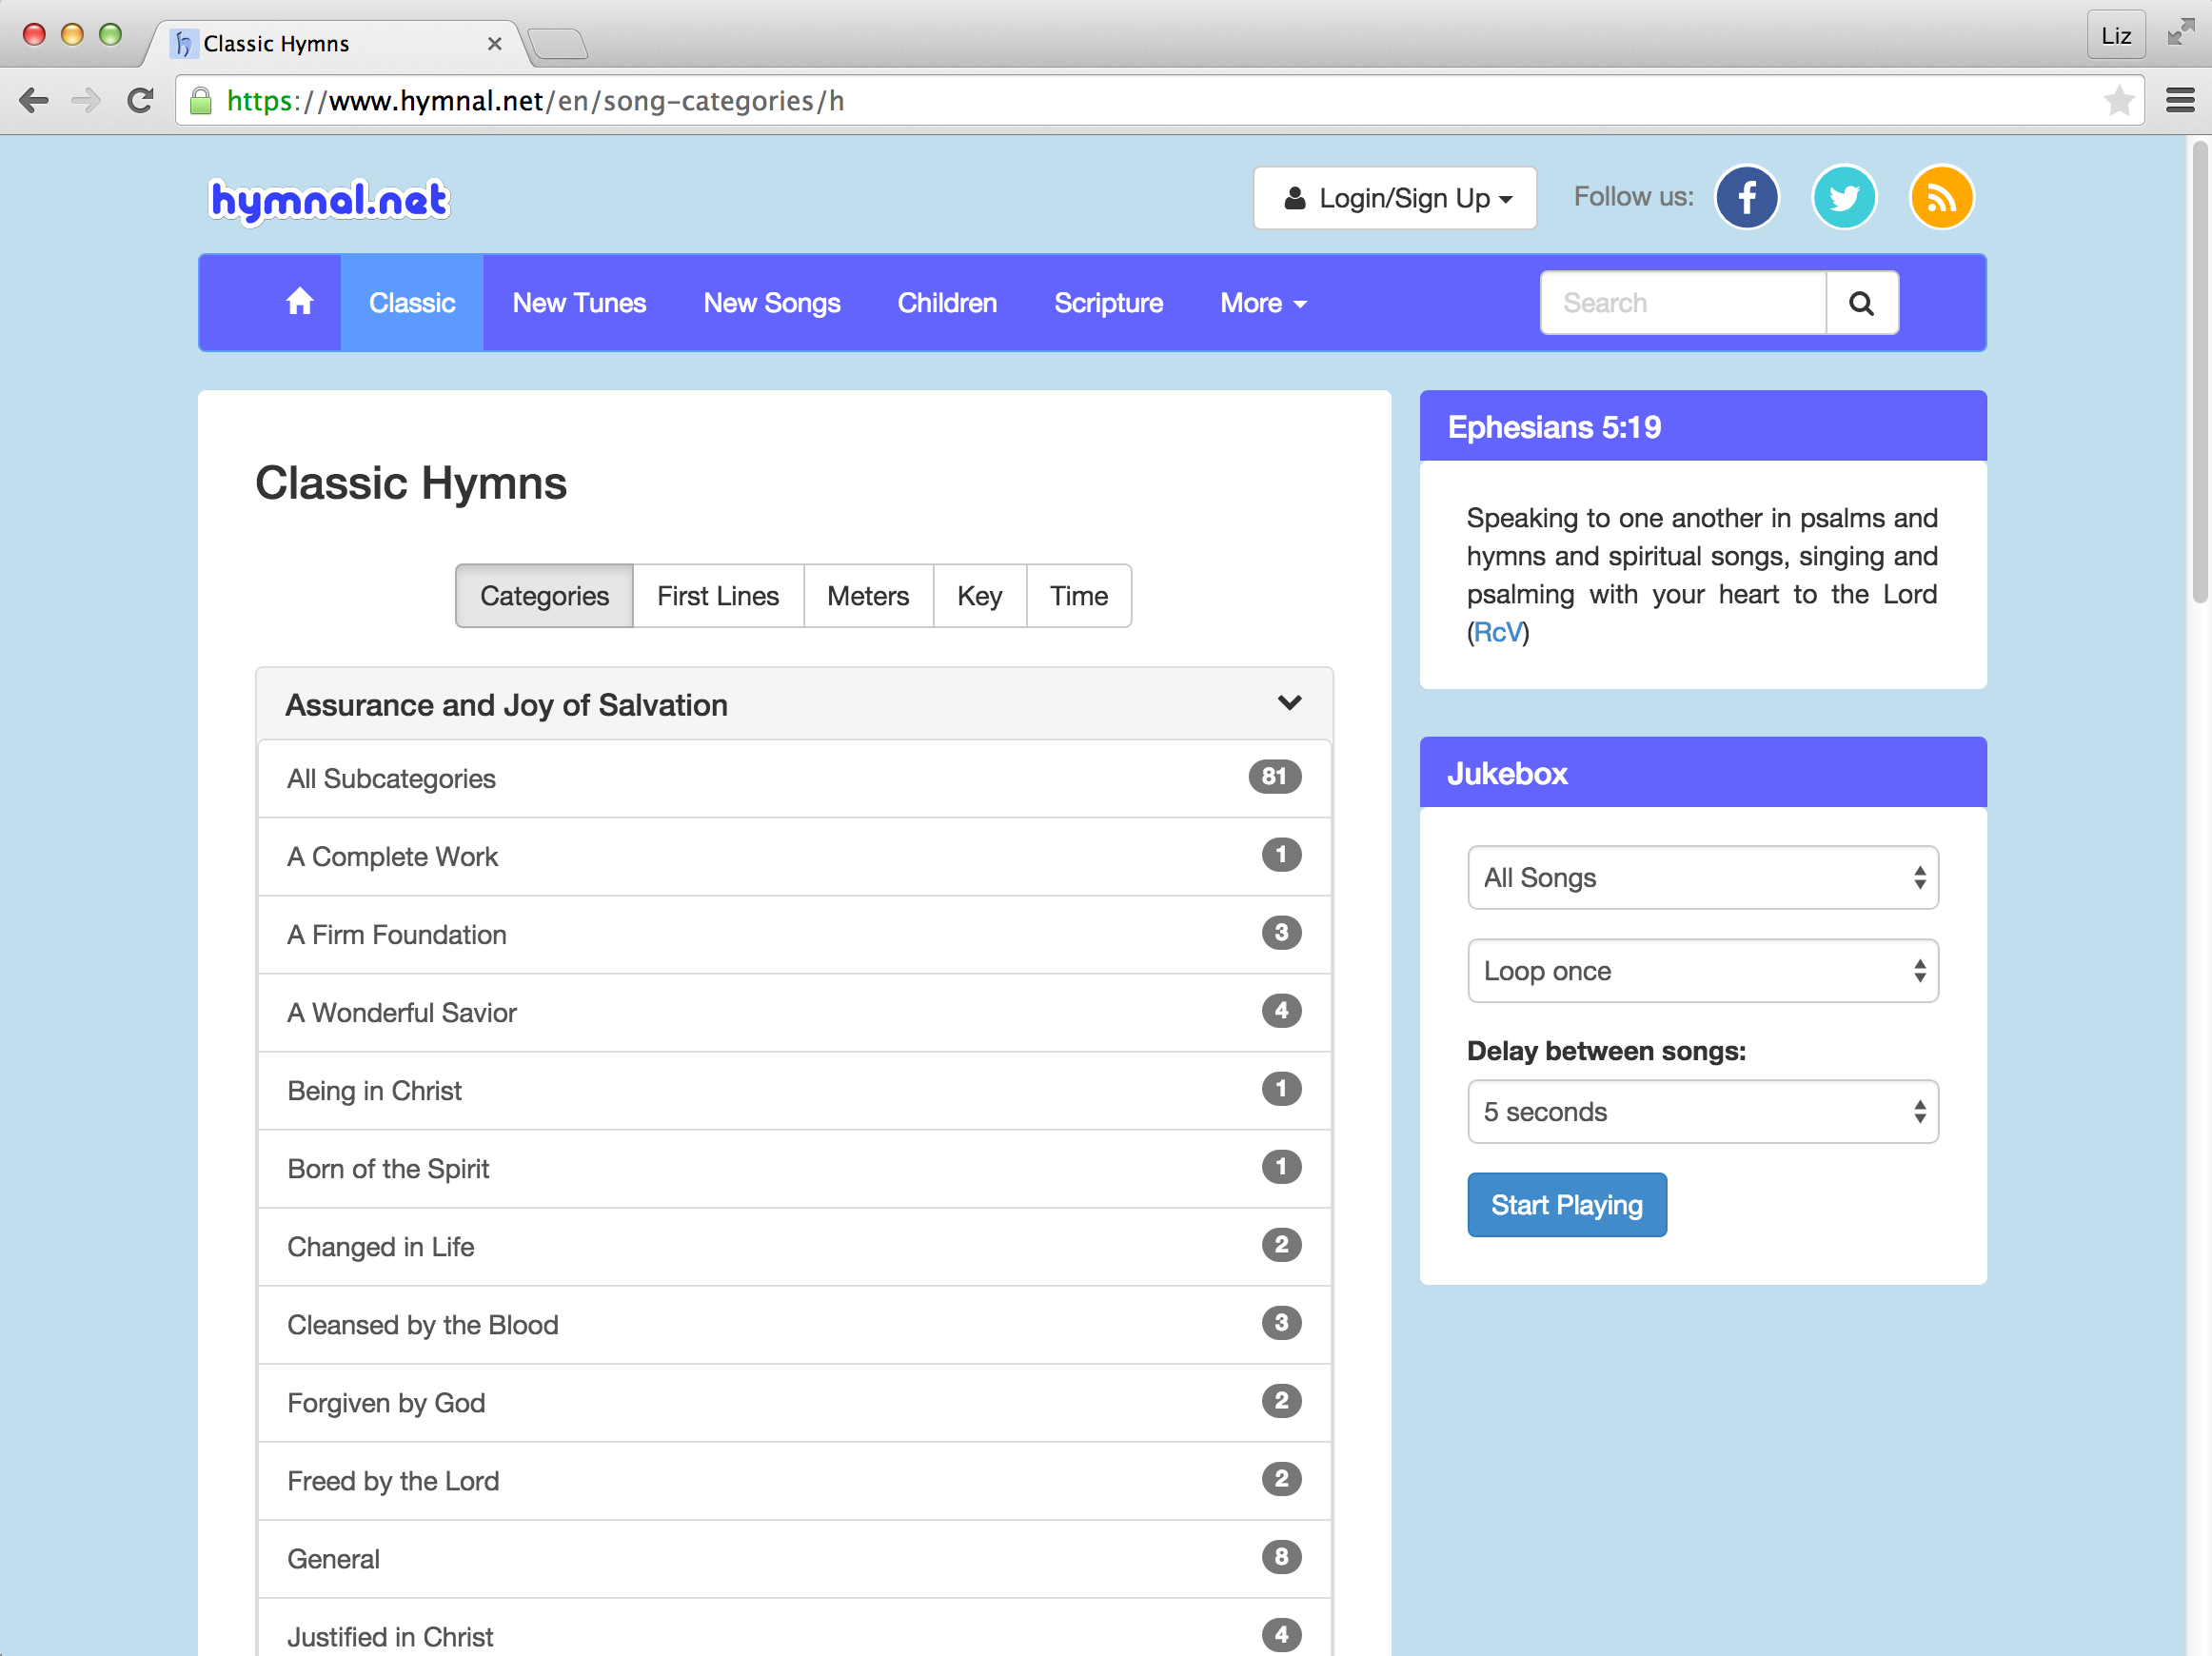 Classic Hymns
Liz
https://www.hymnal.net/en/song-categories/h
hymnal.net
Login/Sign Up
Follow us:
Classic
New Tunes
New Songs
Children
Scripture
More
Search
Classic Hymns
Categories
First Lines
Meters
Key
Time
Assurance and Joy of Salvation
All Subcategories 81
A Complete Work 1
A Firm Foundation 3
A Wonderful Savior 4
Being in Christ 1
Born of the Spirit 1
Changed in Life 2
Cleansed by the Blood 3
Forgiven by God 2
Freed by the Lord 2
General 8
Justified in Christ 4
Ephesians 5:19
Speaking to one another in psalms and
hymns and spiritual songs, singing and
psalming with your heart to the Lord
(RcV)
Jukebox
All Songs
Loop once
Delay between songs:
5 seconds
Start Playing